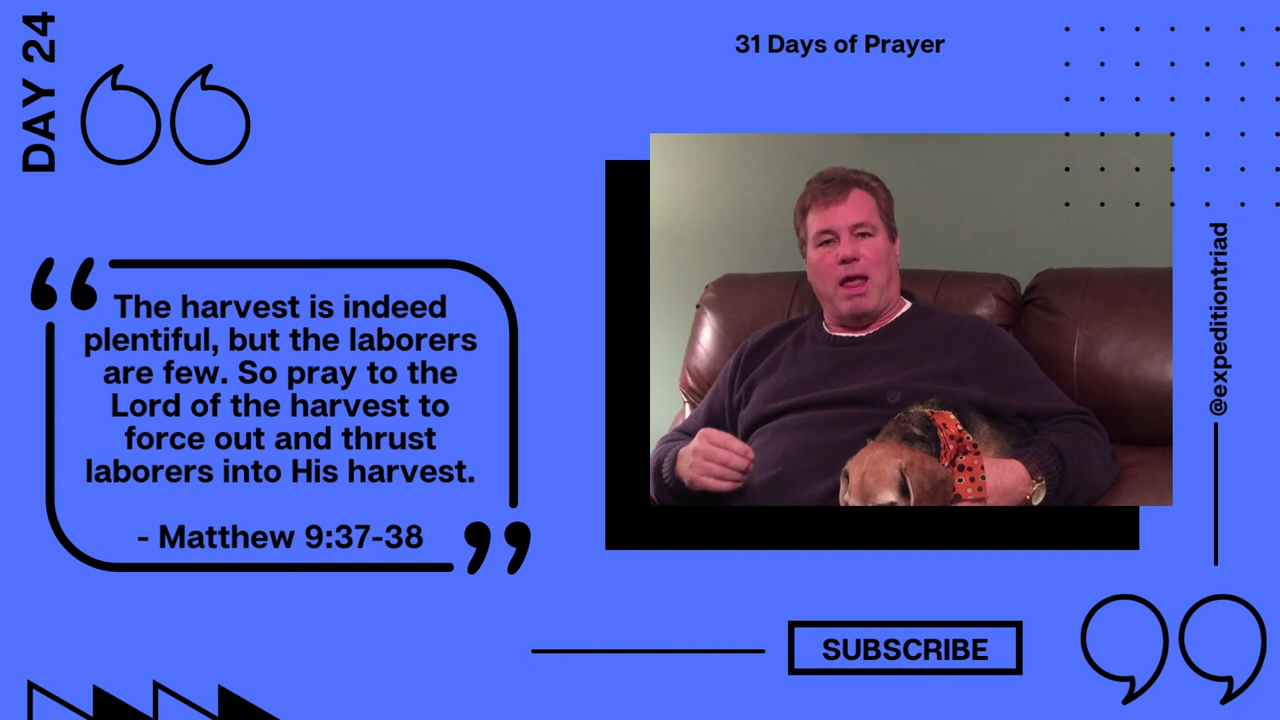 DAY 24
31 Days of Prayer
The harvest is indeed
plentiful, but the laborers
are few. So pray to the
Lord of the harvest to
force out and thrust
laborers into His harvest.
- Matthew 9:37-38
@expeditiontriad
SUBSCRIBE